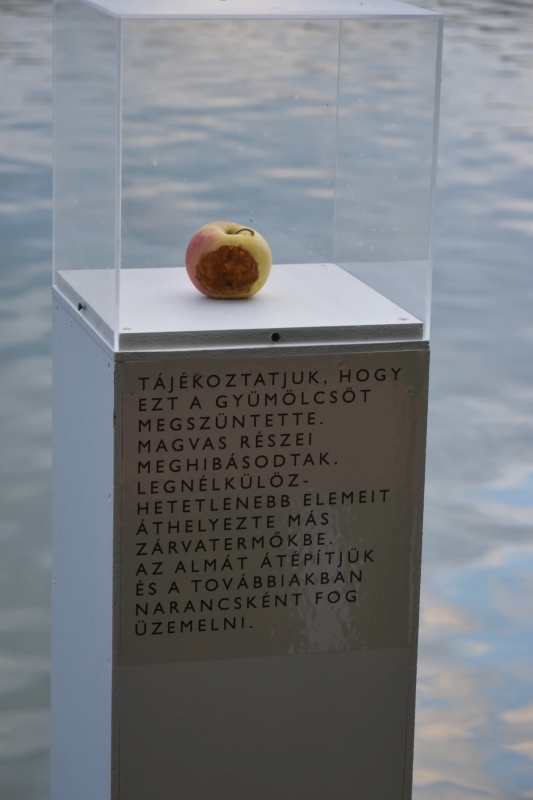 TÁJÉKOZTATJUK, HOGY
EZT A GYÜMÖLCSÖT
MEGSZÜNTETTE.
MAGVAS RÉSZEI
MEGHIBÁSODTAK.
LEGNÉLKÜLÖZ-
HETETLENEBB ELEMEIT
ÁTHELYEZTE MÁS
ZÁRVATERMŐKBE.
AZ ALMÁT ÁTÉPÍTJÜK
ÉS A TOVÁBBIAKBAN
NARANCSKÉNT FOG
ÜZEMELNI.